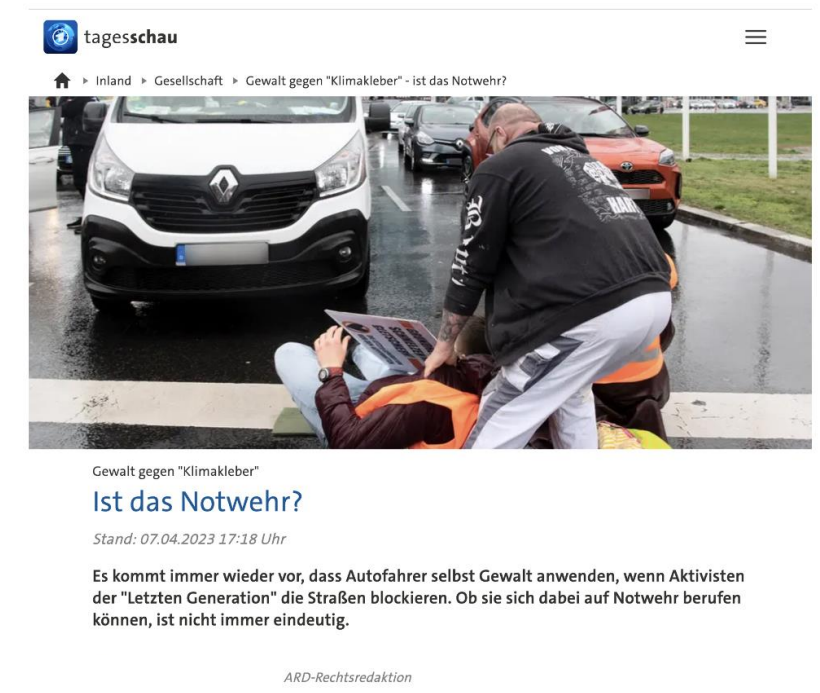 tagesschau
Inland Gesellschaft Gewalt gegen "Klimakleber" - ist das Notwehr?
Gewalt gegen "Klimakleber"
Ist das Notwehr?
Stand: 07.04.2023 17:18 Uhr
Es kommt immer wieder vor, dass Autofahrer selbst Gewalt anwenden, wenn Aktivisten
der "Letzten Generation" die Straßen blockieren. Ob sie sich dabei auf Notwehr berufen
können, ist nicht immer eindeutig.
ARD-Rechtsredaktion